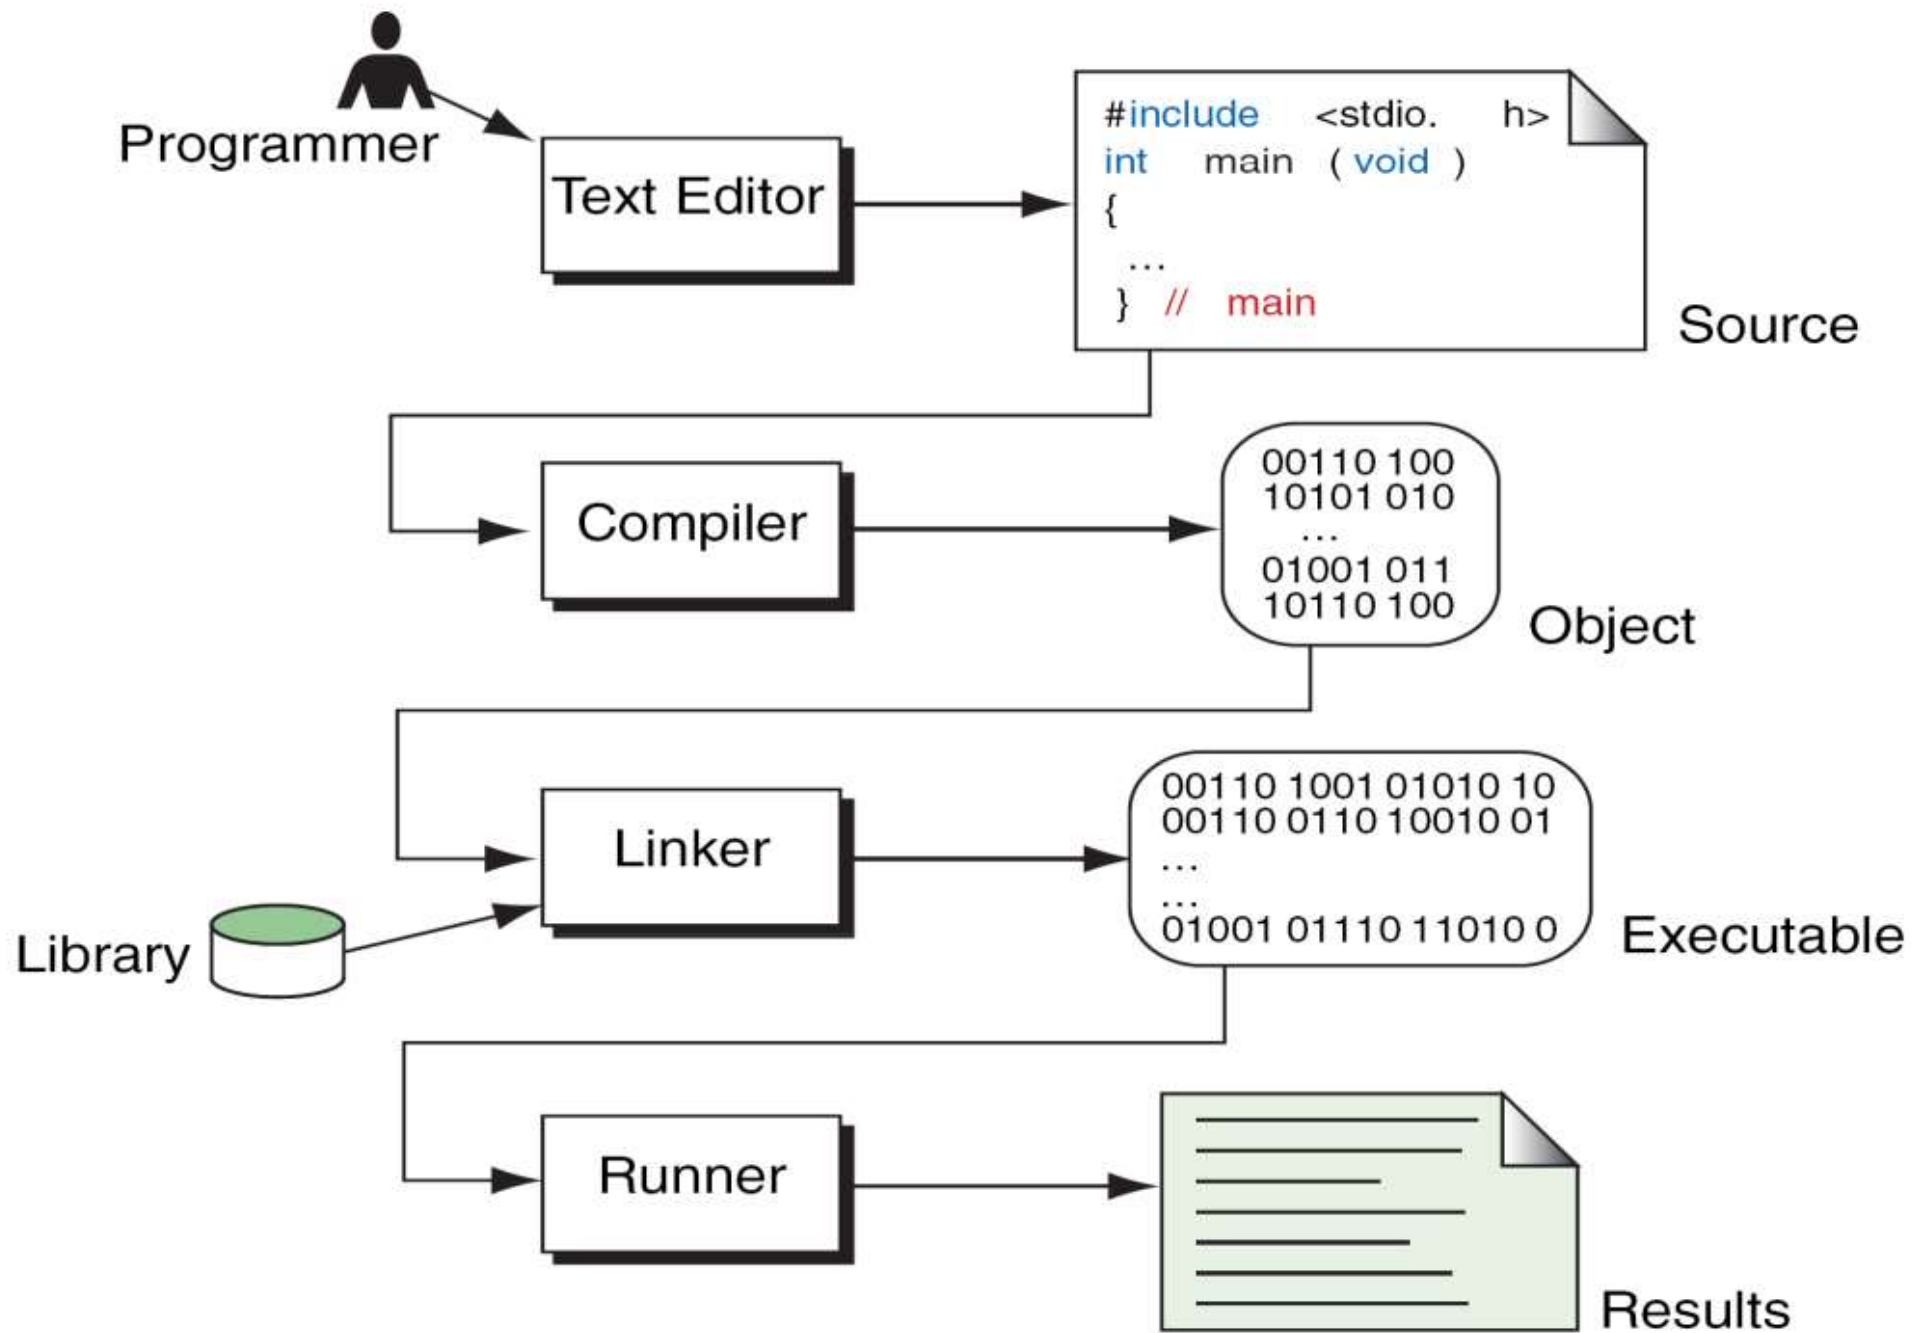 Programmer
Text Editor
#include <stdio. h>
int main ( void )
{
...
} // main
Source
Compiler
00110 100
10101 010
...
01001 011
10110 100
Object
Linker
Library
00110 1001 01010 10
00110 0110 10010 01
...
...
01001 01110 11010 0
Executable
Runner
Results